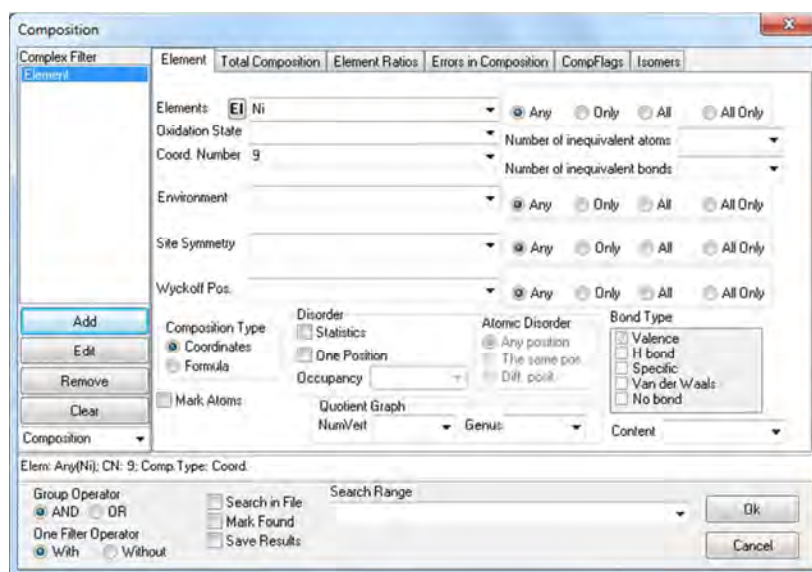 Composition
Complex Filter
Element
Element Total Composition Element Ratios Errors in Composition CompFlags Isomers
Elements El Ni Any Only All All Only
Oxidation State
Number of inequivalent atoms
Coord. Number 9
Number of inequivalent bonds
Environment Any Only All All Only
Site Symmetry Any Only All All Only
Wyckoff Pos. Any Only All All Only
Add
Edit
Remove
Clear
Composition
Composition Type
Coordinates
Formula
Mark Atoms
Disorder
Statistics
One Position
Occupancy
Atomic Disorder
Any position
The same pos.
Diff. posit.
Bond Type
Valence
H bond
Specific
Van der Waals
No bond
Quotient Graph
NumVert Genus
Content
Elem: Any(Ni); CN: 9; Comp.Type: Coord.
Group Operator
AND OR
One Filter Operator
With Without
Search in File
Mark Found
Save Results
Search Range
Ok
Cancel